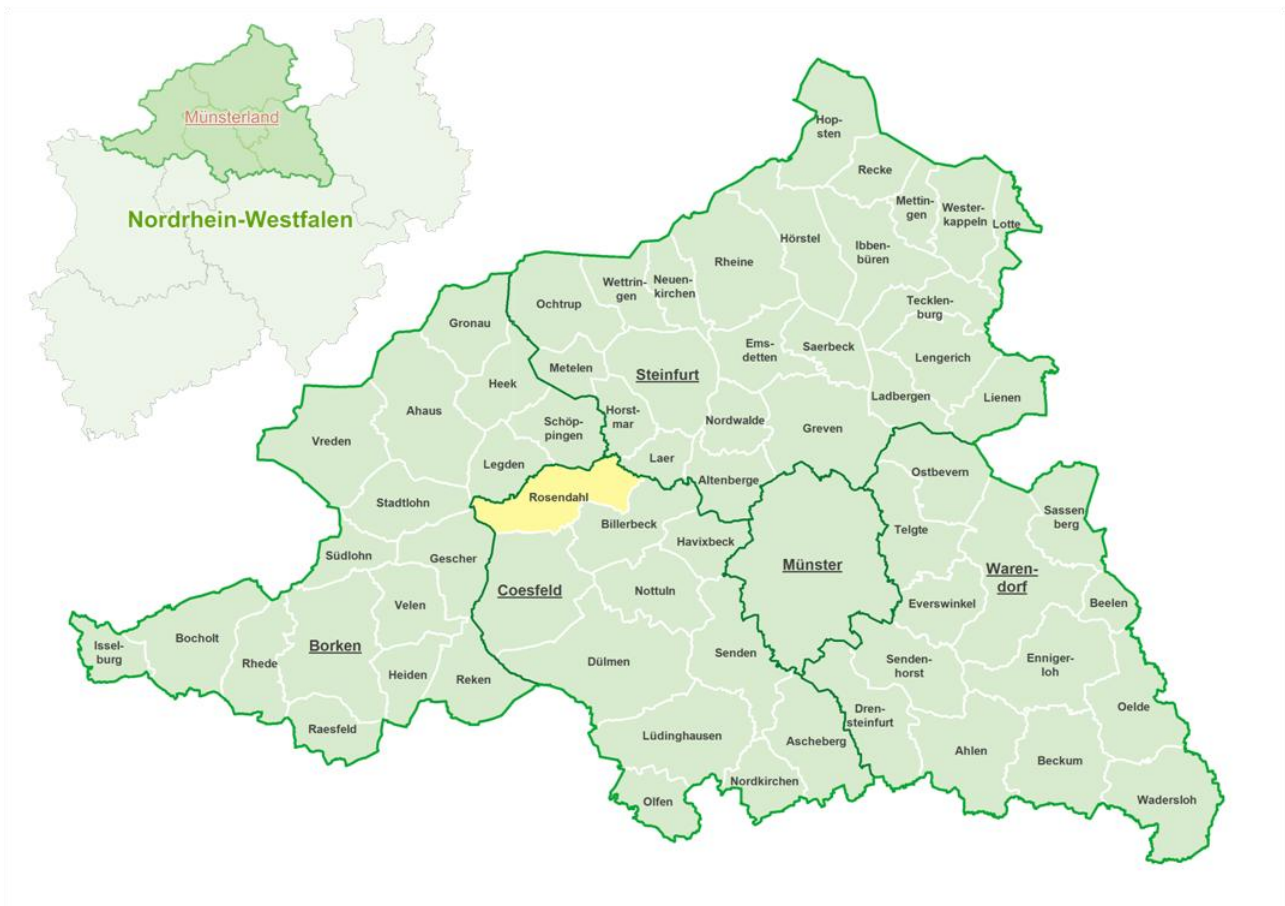 Münsterland
Nordrhein-Westfalen
Hop-
sten
Recke
Mettin-
gen
Wester-
kappeln
Lotte
Hörstel
Ibben-
büren
Rheine
Wettrin-
gen
Neuen-
kirchen
Ochtrup
Tecklen-
burg
Gronau
Ems-
detten
Saerbeck
Lengerich
Metelen
Steinfurt
Heek
Ladbergen
Lienen
Ahaus
Horst-
mar
Nordwalde
Greven
Schöp-
pingen
Vreden
Laer
Legden
Ostbevern
Altenberge
Rosendahl
Stadtlohn
Sassen
berg
Billerbeck
Telgte
Havixbeck
Südlohn
Gescher
Münster
Waren-
dorf
Coesfeld
Nottuln
Velen
Everswinkel
Beelen
Issel-
burg
Bocholt
Borken
Rhede
Senden
Dülmen
Senden-
horst
Enniger-
loh
Heiden
Reken
Oelde
Dren-
steinfurt
Raesfeld
Lüdinghausen
Ascheberg
Ahlen
Beckum
Nordkirchen
Olfen
Wadersloh